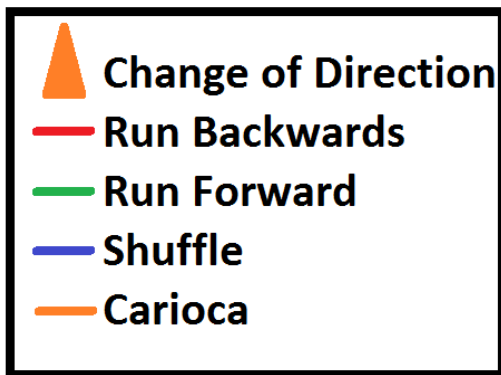 Change of Direction
Run Backwards
Run Forward
Shuffle
Carioca